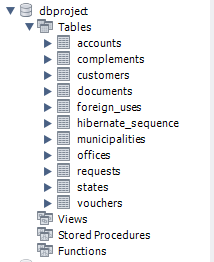 dbproject
Tables
accounts
complements
customers
documents
foreign_uses
hibernate_sequence
municipalities
offices
requests
states
vouchers
Views
Stored Procedures
Functions